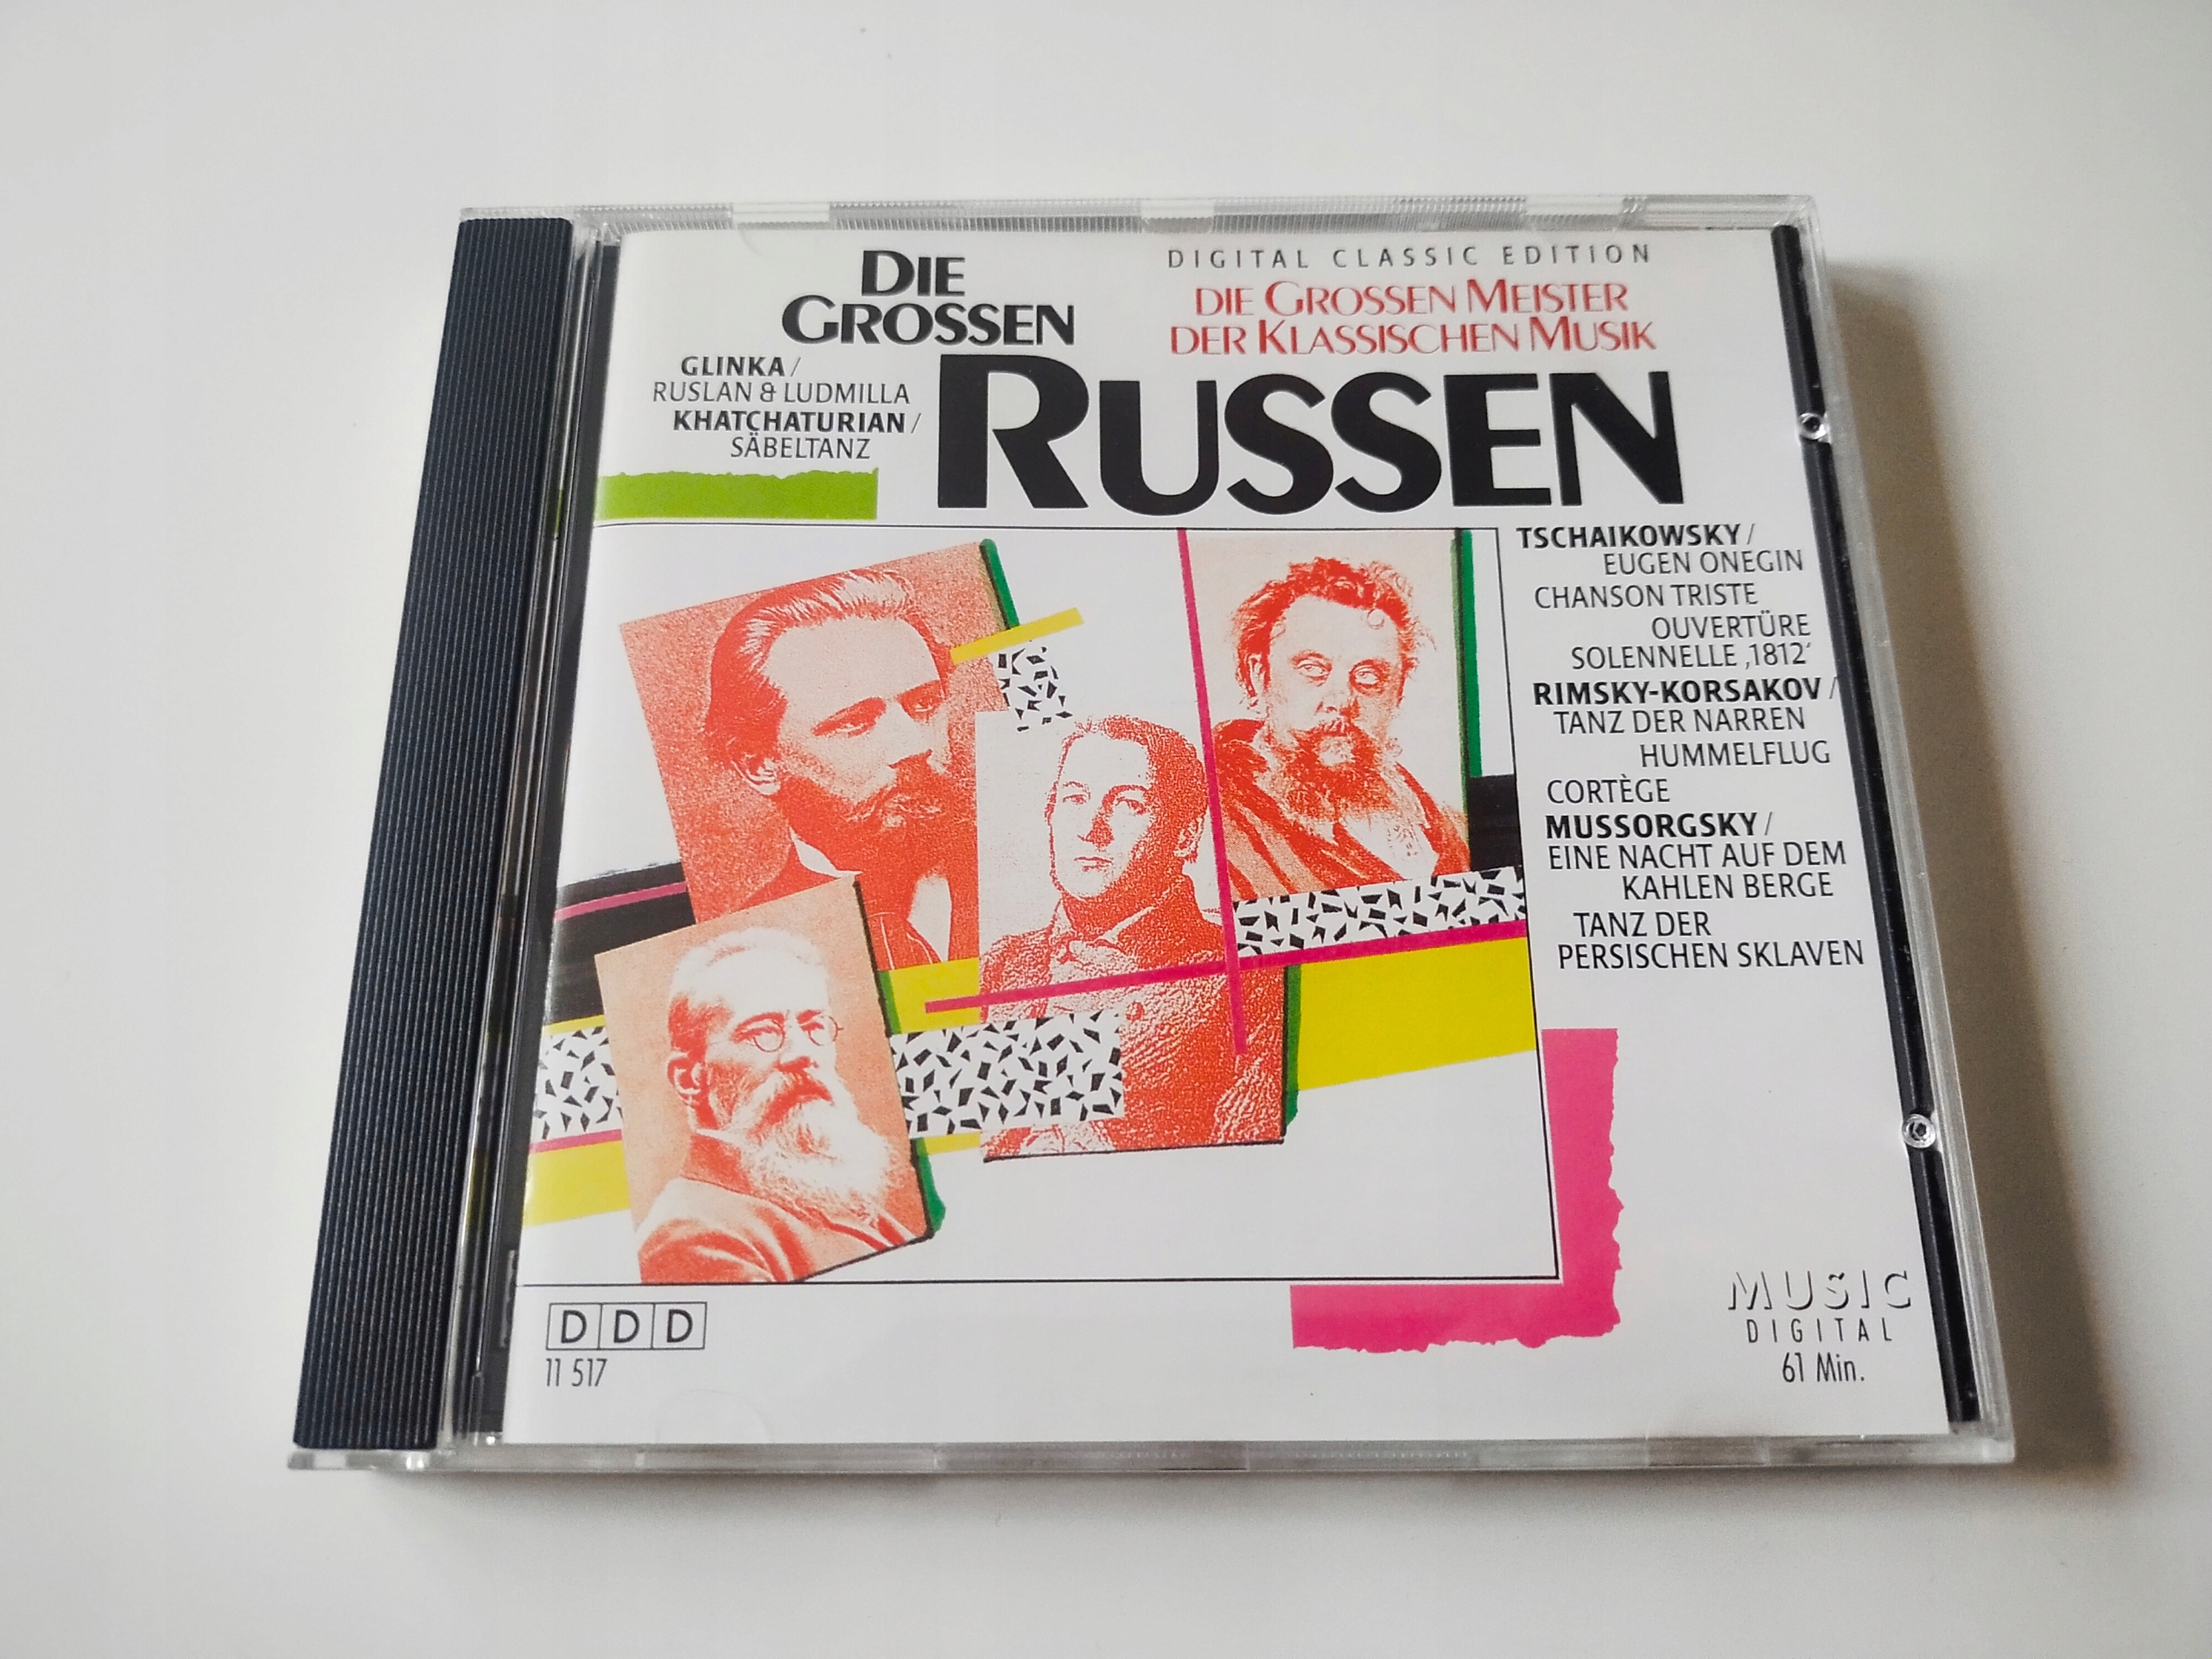 DIE
GROSSEN
RUSSEN
DIGITAL CLASSIC EDITION
DIE GROSSEN MEISTER
DER KLASSISCHEN MUSIK
GLINKA/
RUSLAN & LUDMILLA
KHATCHATURIAN/
SÄBELTANZ
TSCHAIKOWSKY/
EUGEN ONEGIN
CHANSON TRISTE
OUVERTÜRE
SOLENNELLE ‚1812‘
RIMSKY-KORSAKOV/
TANZ DER NARREN
HUMMELFLUG
CORTÈGE
MUSSORGSKY/
EINE NACHT AUF DEM
KAHLEN BERGE
TANZ DER
PERSISCHEN SKLAVEN
DDD
11 517
MUSIC
DIGITAL
61 Min.